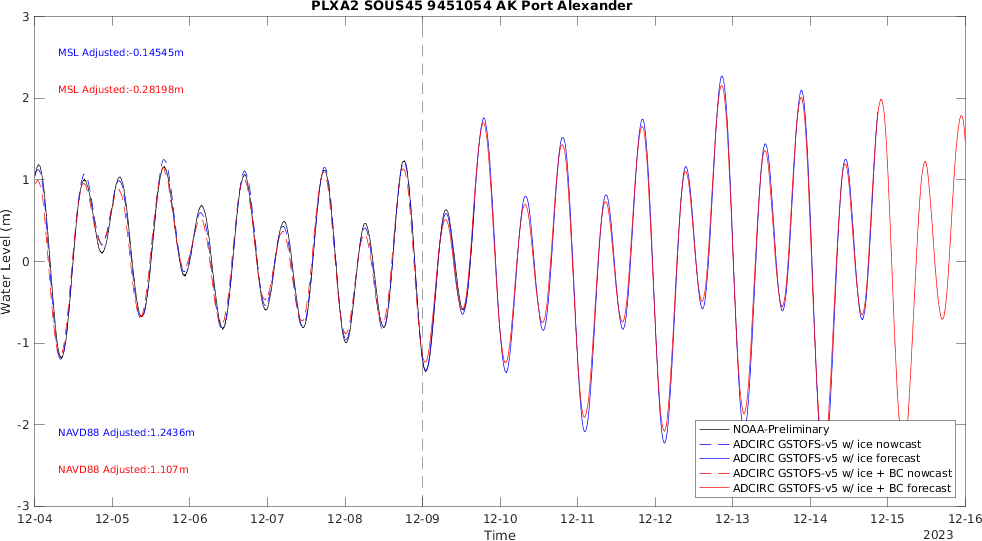 PLXA2 SOUS45 9451054 AK Port Alexander
3
2
1
0
-1
-2
-3
Water Level (m)
MSL Adjusted:-0.14545m
MSL Adjusted:-0.28198m
NAVD88 Adjusted:1.2436m
NAVD88 Adjusted:1.107m
NOAA-Preliminary
ADCIRC GSTOFS-v5 w/ ice nowcast
ADCIRC GSTOFS-v5 w/ ice forecast
ADCIRC GSTOFS-v5 w/ ice + BC nowcast
ADCIRC GSTOFS-v5 w/ ice + BC forecast
12-04 12-05 12-06 12-07 12-08 12-09 12-10 12-11 12-12 12-13 12-14 12-15 12-16
Time
2023